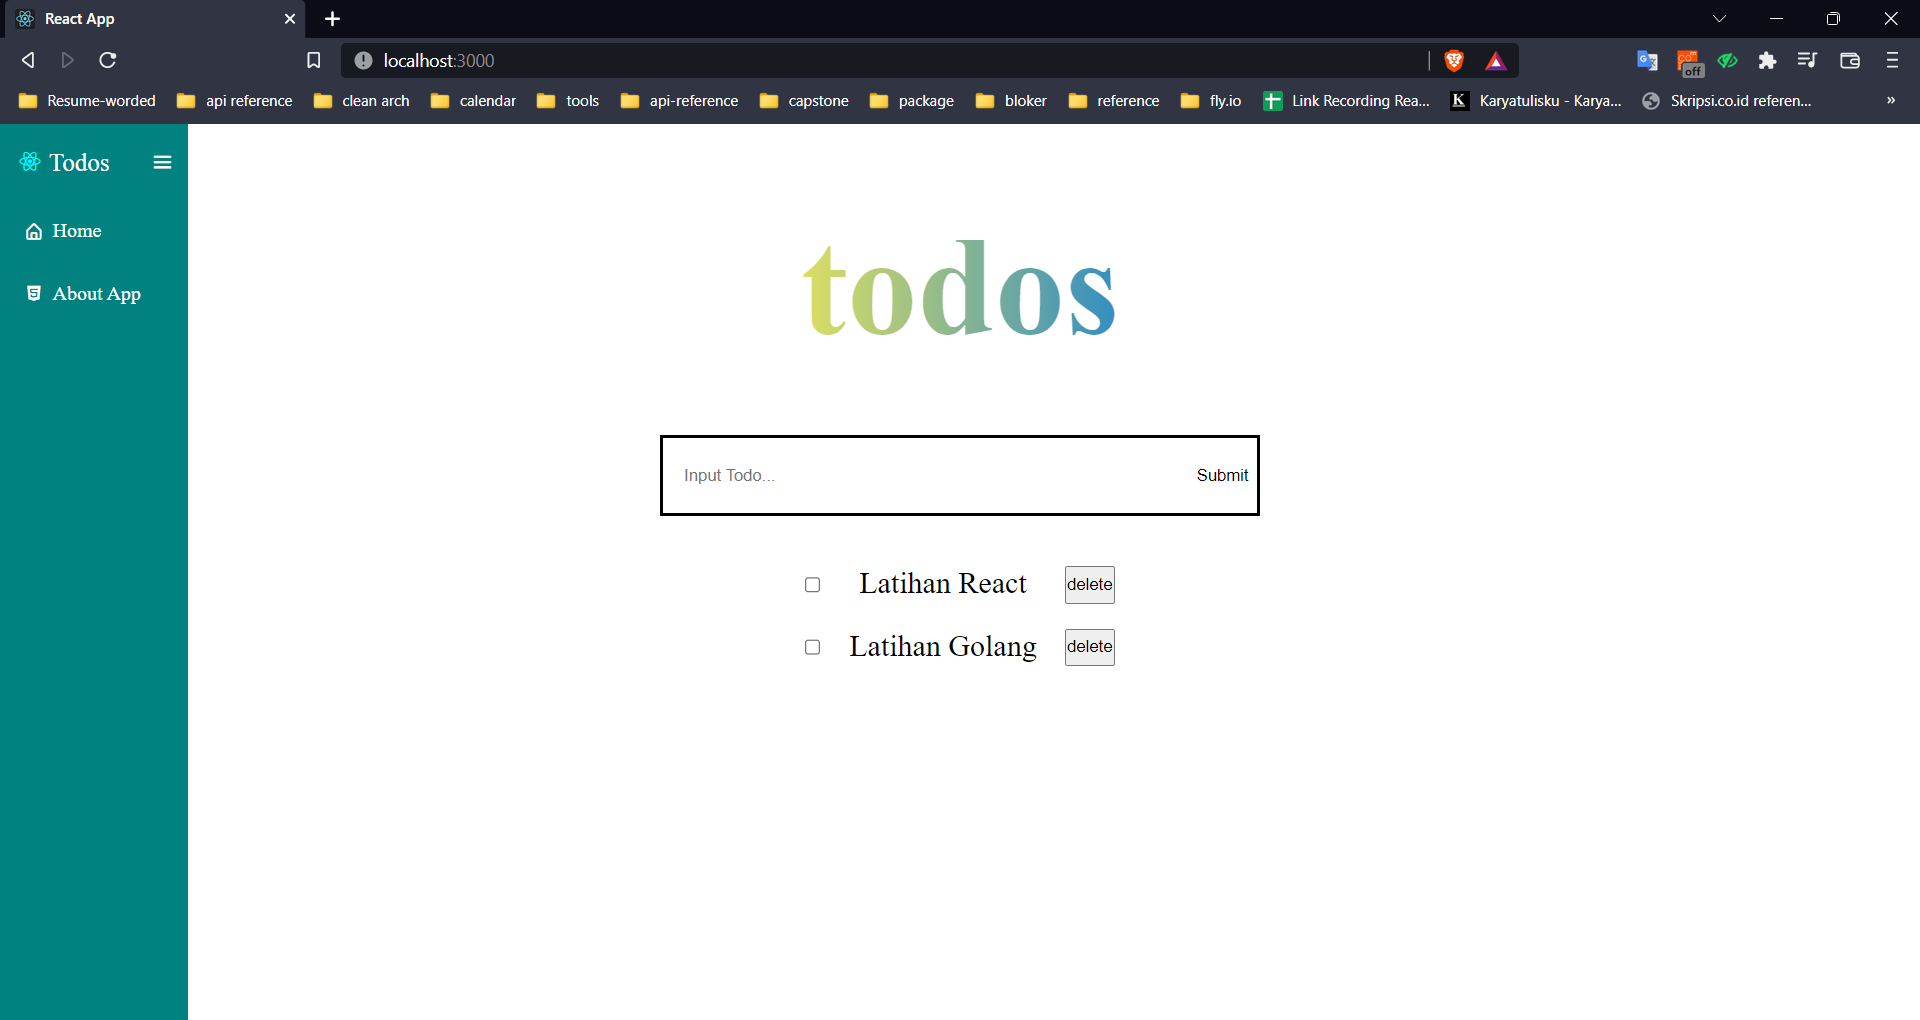 React App
localhost:3000
Resume-worded api reference clean arch calendar tools api-reference capstone package bloker reference fly.io Link Recording Rea... Karyatulisku - Karya... Skripsi.co.id referen... »
off
Todos
Home
About App
todos
Input Todo... Submit
Latihan React delete
Latihan Golang delete